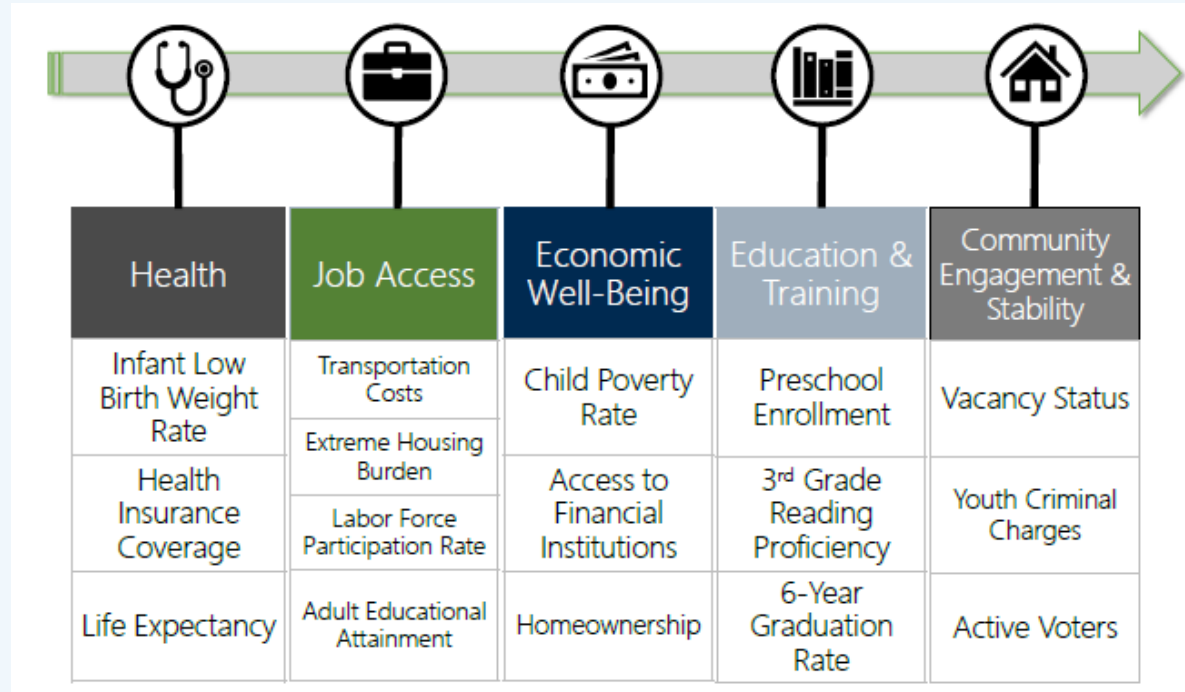 Health
Job Access
Economic
Well-Being
Education &
Training
Community
Engagement &
Stability
Infant Low
Birth Weight
Rate
Health
Insurance
Coverage
Life Expectancy
Transportation
Costs
Extreme Housing
Burden
Labor Force
Participation Rate
Adult Educational
Attainment
Child Poverty
Rate
Access to
Financial
Institutions
Homeownership
Preschool
Enrollment
3rd Grade
Reading
Proficiency
6-Year
Graduation
Rate
Vacancy Status
Youth Criminal
Charges
Active Voters